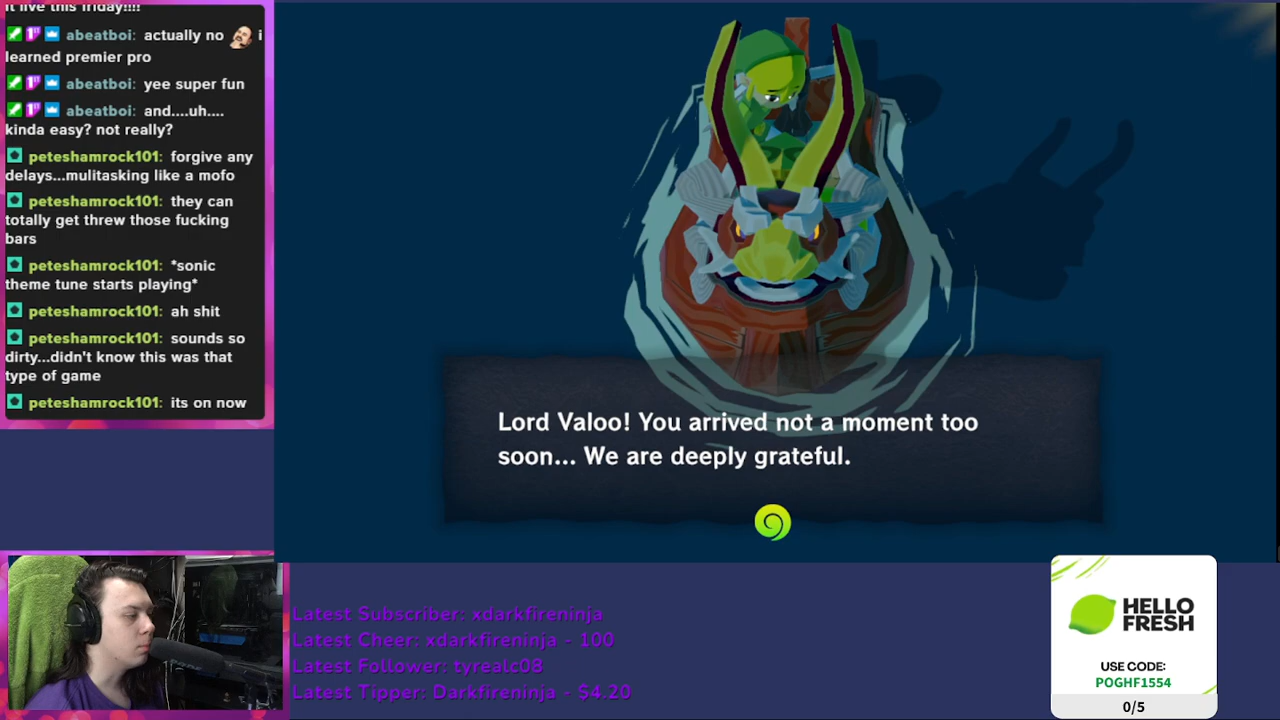 it live this friday!!!!
abeatboi: actually no i
learned premier pro
abeatboi: yee super fun
abeatboi: and....uh....
kinda easy? not really?
peteshamrock101: forgive any
delays...mulitasking like a mofo
peteshamrock101: they can
totally get threw those fucking
bars
peteshamrock101: *sonic
theme tune starts playing*
peteshamrock101: ah shit
peteshamrock101: sounds so
dirty...didn't know this was that
type of game
peteshamrock101: its on now
Lord Valoo! You arrived not a moment too
soon... We are deeply grateful.
Latest Subscriber: xdarkfireninja
Latest Cheer: xdarkfireninja - 100
Latest Follower: tyrealc08
Latest Tipper: Darkfireninja - $4.20
HELLO
FRESH
USE CODE:
POGHF1554
0/5